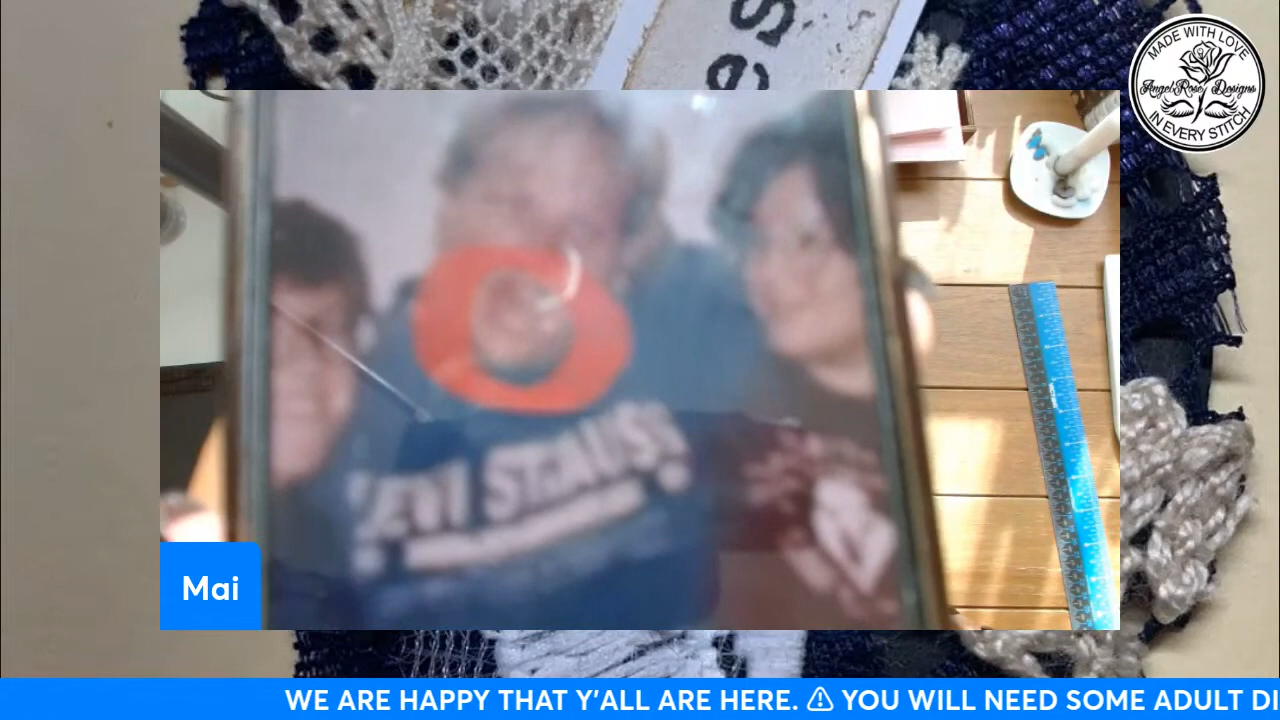 es
MADE WITH LOVE
AngelRose Designs
IN EVERY STITCH
LEVI STRAUSS
Mai
WE ARE HAPPY THAT Y'ALL ARE HERE. ⚠ YOU WILL NEED SOME ADULT DI